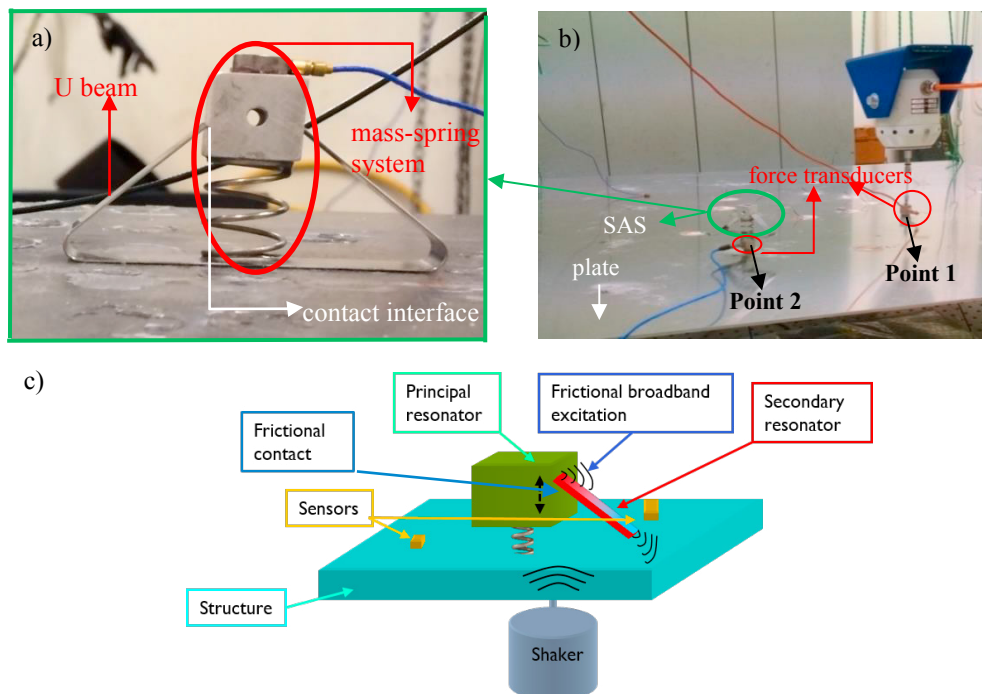 a)
U beam
mass-spring
system
contact interface
b)
force transducers
SAS
plate
Point 1
Point 2
c)
Principal
resonator
Frictional broadband
excitation
Secondary
resonator
Frictional
contact
Sensors
Structure
Shaker